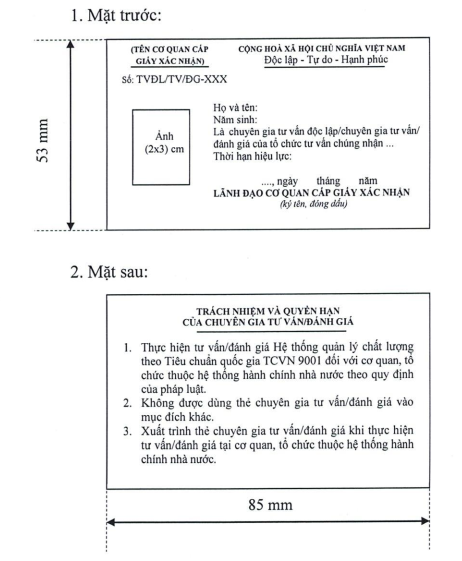 1. Mặt trước:
(TÊN CƠ QUAN CẤP
GIẤY XÁC NHẬN)
CỘNG HOÀ XÃ HỘI CHỦ NGHĨA VIỆT NAM
Độc lập - Tự do - Hạnh phúc
Số: TVĐL/TV/ĐG-XXX
Ảnh
(2x3) cm
Họ và tên:
Năm sinh:
Là chuyên gia tư vấn độc lập/chuyên gia tư vấn/
đánh giá của tổ chức tư vấn chứng nhận ...
Thời hạn hiệu lực:
...., ngày tháng năm
LÃNH ĐẠO CƠ QUAN CẤP GIẤY XÁC NHẬN
(ký tên, đóng dấu)
53 mm
2. Mặt sau:
TRÁCH NHIỆM VÀ QUYỀN HẠN
CỦA CHUYÊN GIA TƯ VẤN/ĐÁNH GIÁ
1. Thực hiện tư vấn/đánh giá Hệ thống quản lý chất lượng
theo Tiêu chuẩn quốc gia TCVN 9001 đối với cơ quan, tổ
chức thuộc hệ thống hành chính nhà nước theo quy định
của pháp luật.
2. Không được dùng thẻ chuyên gia tư vấn/đánh giá vào
mục đích khác.
3. Xuất trình thẻ chuyên gia tư vấn/đánh giá khi thực hiện
tư vấn/đánh giá tại cơ quan, tổ chức thuộc hệ thống hành
chính nhà nước.
85 mm